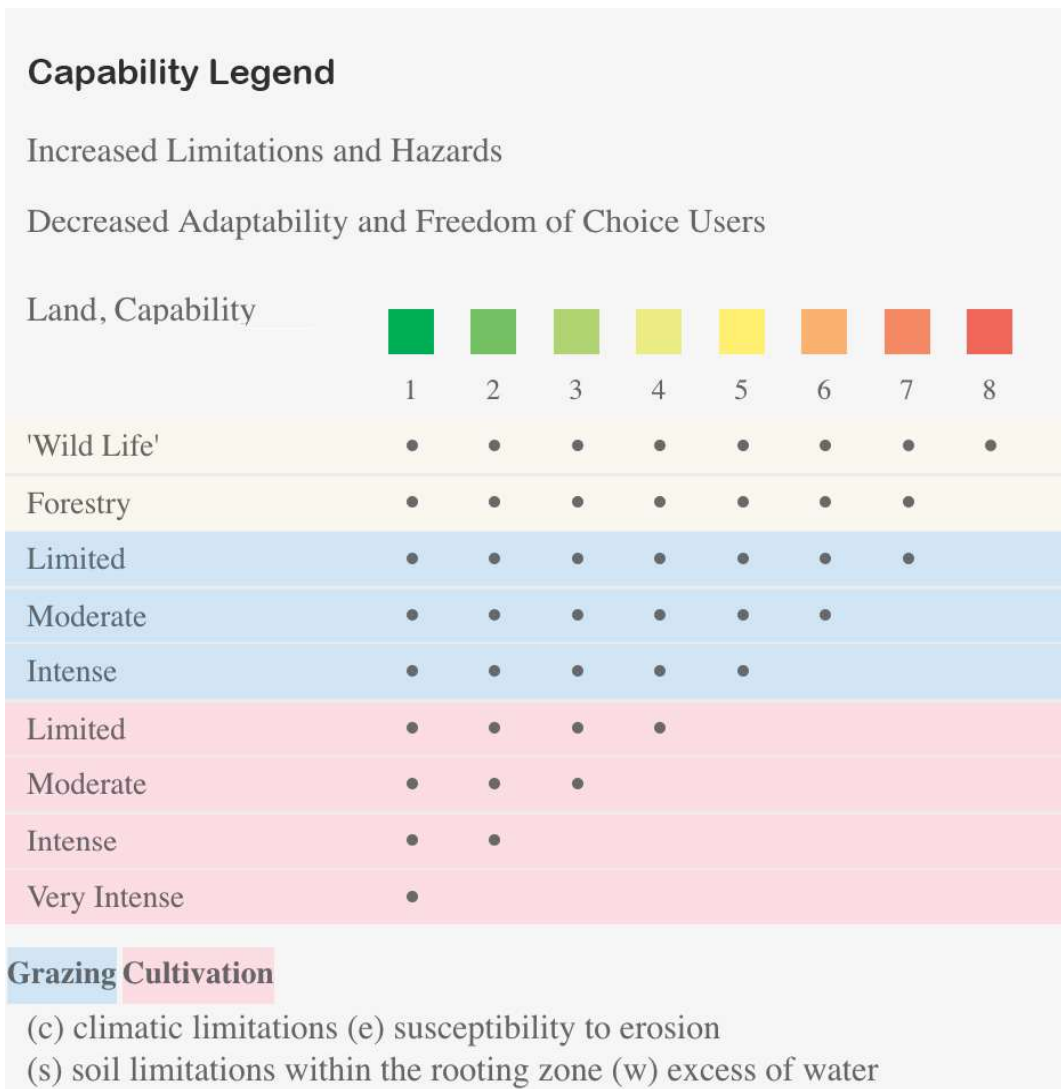 Capability Legend
Increased Limitations and Hazards
Decreased Adaptability and Freedom of Choice Users
Land, Capability
1 2 3 4 5 6 7 8
'Wild Life'
Forestry
Limited
Moderate
Intense
Limited
Moderate
Intense
Very Intense
Grazing Cultivation
(c) climatic limitations (e) susceptibility to erosion
(s) soil limitations within the rooting zone (w) excess of water